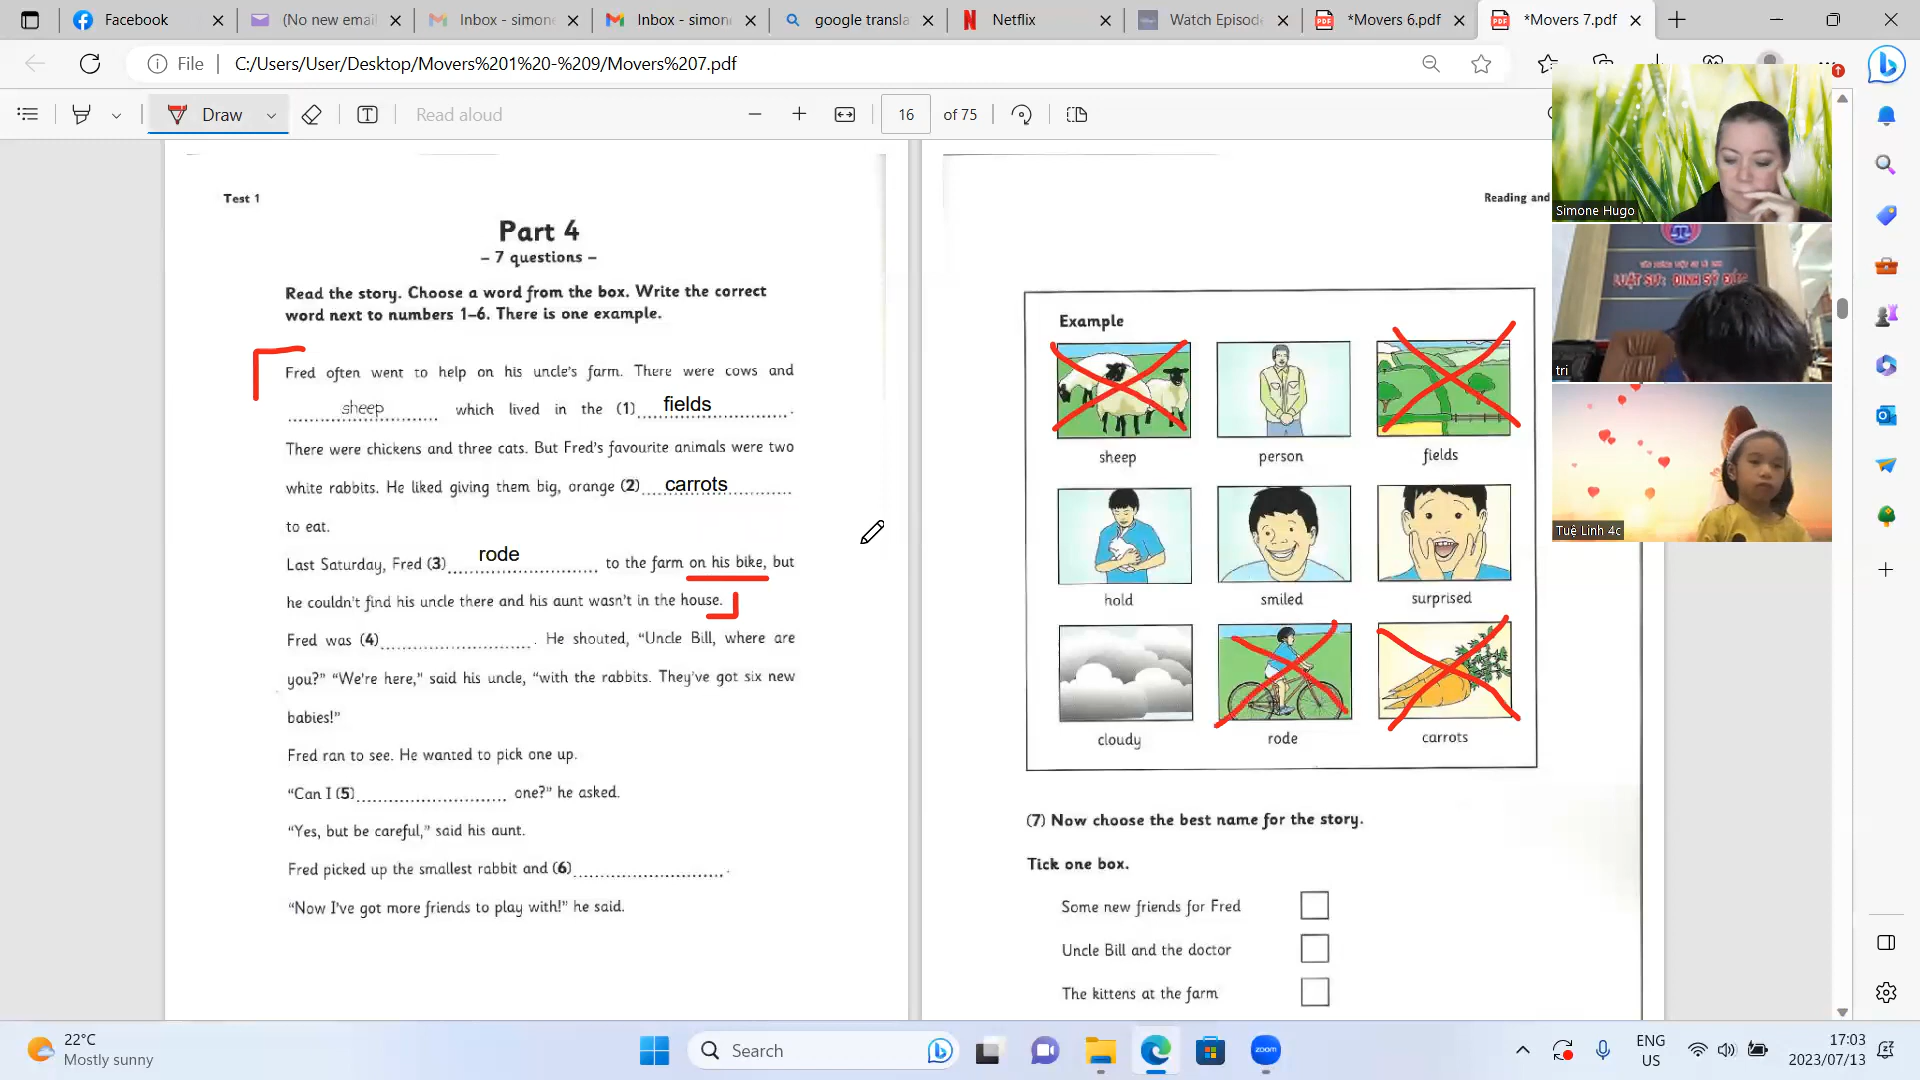 Facebook
(No new email
Inbox - simon
Inbox - simon
google transla
Netflix
Watch Episod
*Movers 6.pdf
*Movers 7.pdf
File
C:/Users/User/Desktop/Movers%201%20-%209/Movers%207.pdf
Draw
Read aloud
16
of 75
Test 1
Part 4
– 7 questions –
Read the story. Choose a word from the box. Write the correct
word next to numbers 1–6. There is one example.
Fred often went to help on his uncle's farm. There were cows and
sheep which lived in the (1) fields .
There were chickens and three cats. But Fred's favourite animals were two
white rabbits. He liked giving them big, orange (2) carrots
to eat.
Last Saturday, Fred (3) rode to the farm on his bike, but
he couldn't find his uncle there and his aunt wasn't in the house.
Fred was (4) . He shouted, "Uncle Bill, where are
you?" "We're here," said his uncle, "with the rabbits. They've got six new
babies!"
Fred ran to see. He wanted to pick one up.
"Can I (5) one?" he asked.
"Yes, but be careful," said his aunt.
Fred picked up the smallest rabbit and (6) .
"Now I've got more friends to play with!" he said.
Reading and
Example
sheep
person
fields
hold
smiled
surprised
cloudy
rode
carrots
(7) Now choose the best name for the story.
Tick one box.
Some new friends for Fred
Uncle Bill and the doctor
The kittens at the farm
Simone Hugo
LUẬT SƯ: ĐINH SỸ ĐỨC
tri
Tuệ Linh 4c
22°C
Mostly sunny
Search
zoom
ENG
US
17:03
2023/07/13